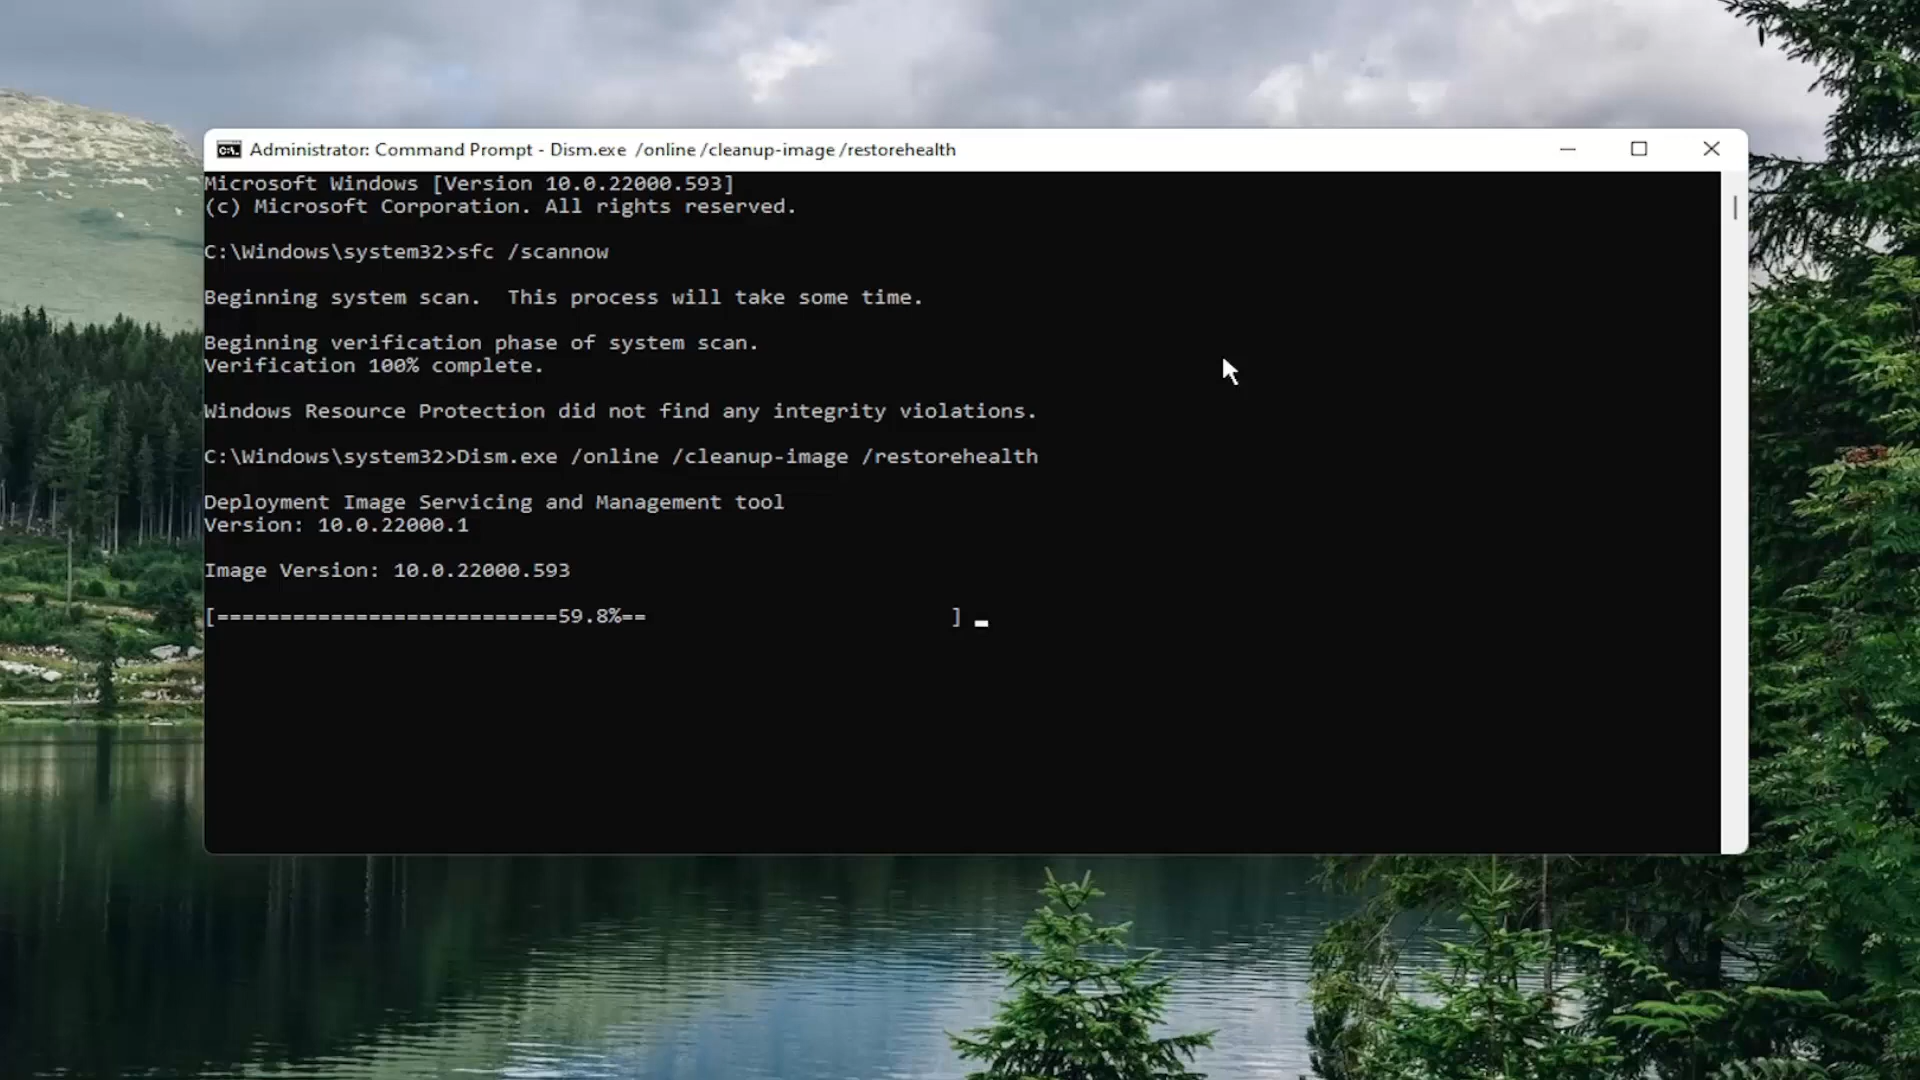 Administrator: Command Prompt - Dism.exe  /online /cleanup-image /restorehealth
Microsoft Windows [Version 10.0.22000.593]
(c) Microsoft Corporation. All rights reserved.
C:\Windows\system32>sfc /scannow
Beginning system scan.  This process will take some time.
Beginning verification phase of system scan.
Verification 100% complete.
Windows Resource Protection did not find any integrity violations.
C:\Windows\system32>Dism.exe /online /cleanup-image /restorehealth
Deployment Image Servicing and Management tool
Version: 10.0.22000.1
Image Version: 10.0.22000.593
[===========================59.8%==                        ]